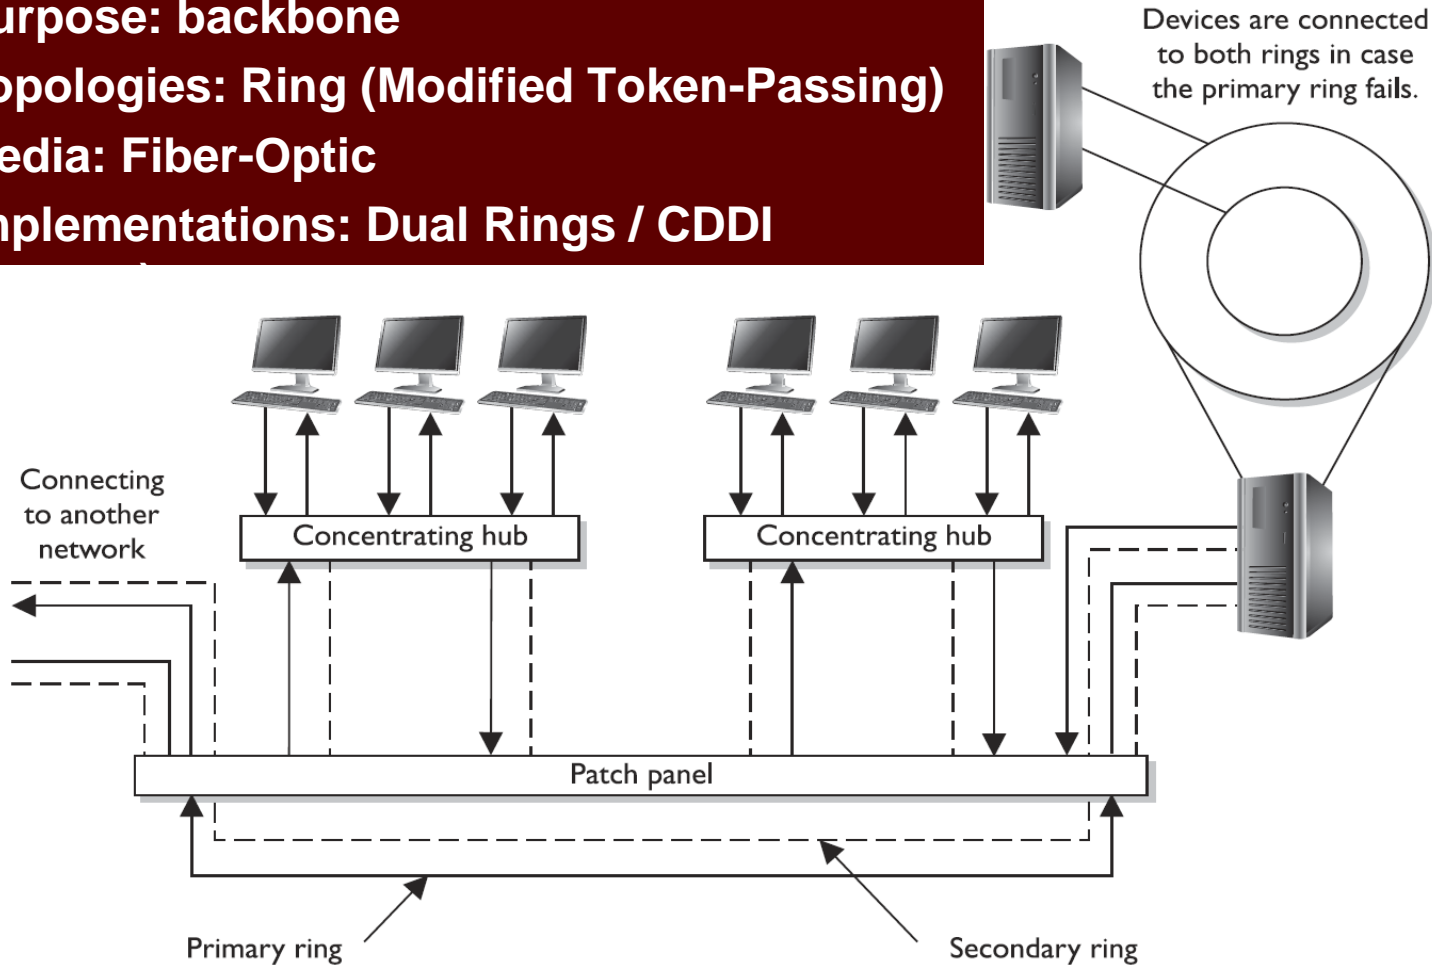 urpose: backbone
opologies: Ring (Modified Token-Passing)
edia: Fiber-Optic
nplementations: Dual Rings / CDDI
Devices are connected
to both rings in case
the primary ring fails.
Connecting
to another
network
Concentrating hub
Concentrating hub
Patch panel
Primary ring
Secondary ring